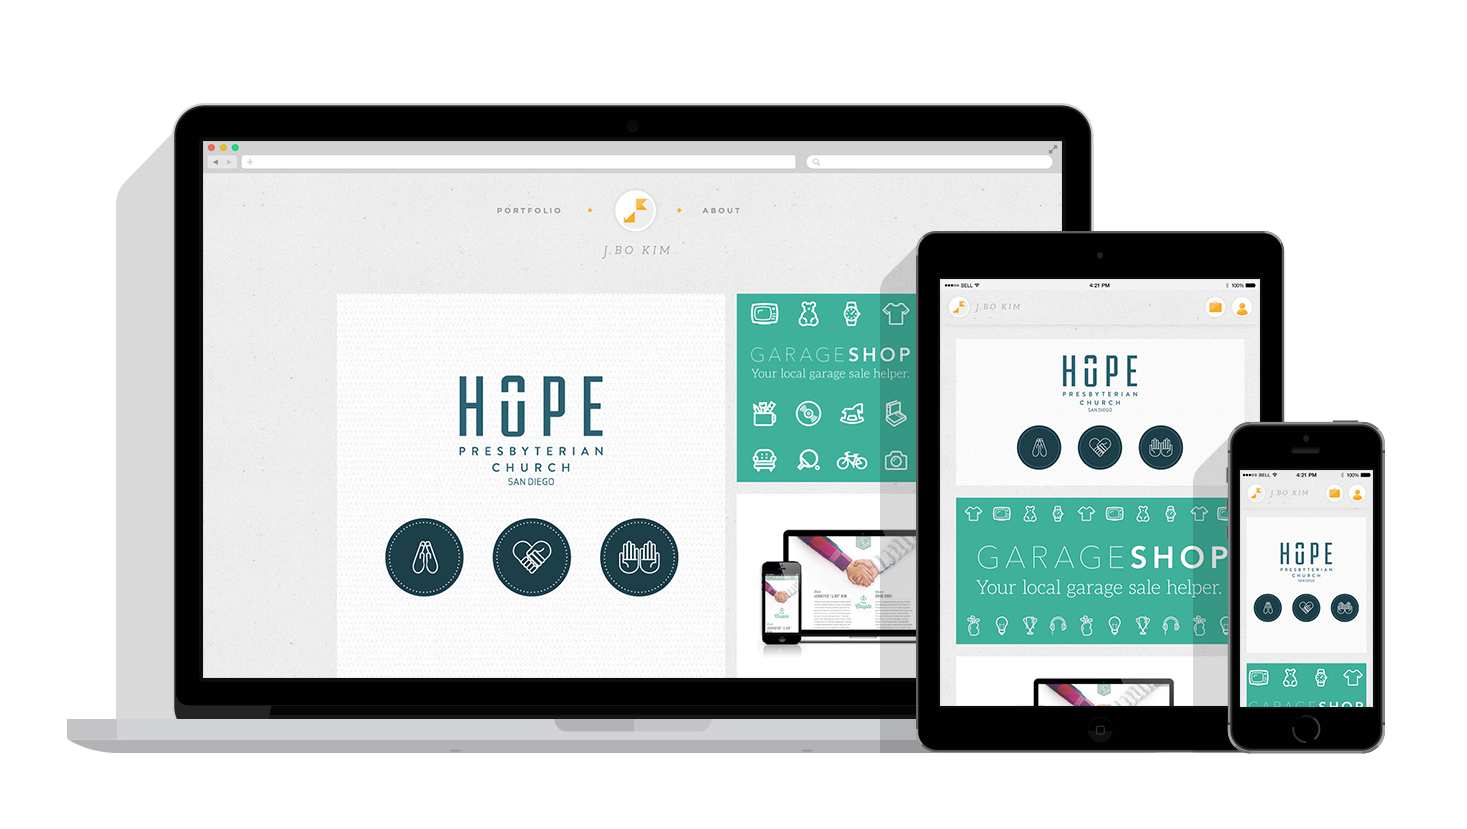 PORTFOLIO
ABOUT
J.BO KIM
HOPE
PRESBYTERIAN
CHURCH
SAN DIEGO
GARAGESHOP
Your local garage sale helper.
BELL
4:21 PM
100%
J.BO KIM
HOPE
PRESBYTERIAN
CHURCH
SAN DIEGO
GARAGESHOP
Your local garage sale helper.
BELL
4:21 PM
100%
J.BO KIM
HOPE
PRESBYTERIAN
CHURCH
SAN DIEGO
GARAGESHOP